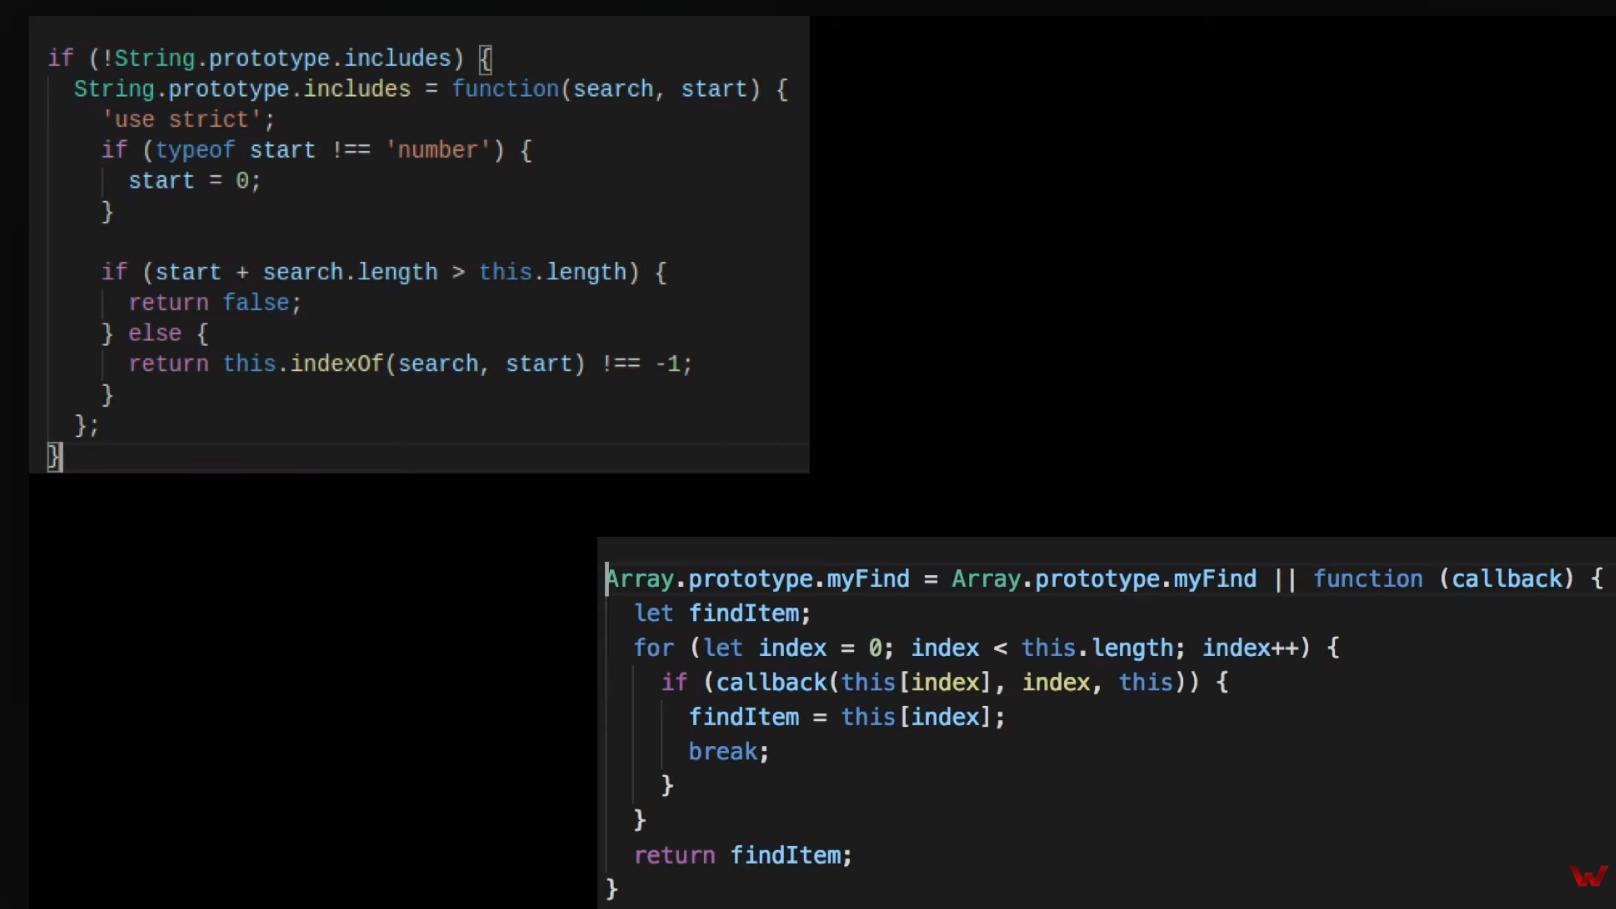 if (!String.prototype.includes) {
String.prototype.includes = function(search, start) {
'use strict';
if (typeof start !== 'number') {
start = 0;
}
if (start + search.length > this.length) {
return false;
} else {
return this.indexOf(search, start) !== -1;
}
};
}
Array.prototype.myFind = Array.prototype.myFind || function (callback) {
let findItem;
for (let index = 0; index < this.length; index++) {
if (callback(this[index], index, this)) {
findItem = this[index];
break;
}
}
return findItem;
}
W